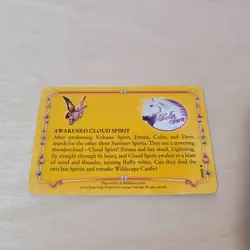 Bella
Sara
AWAKENED CLOUD SPIRIT
After awakening Volcano Spirit, Emma, Colm, and Dora
search for the other three Summer Spirits. They see a towering
thundercloud—Cloud Spirit! Emma and her steed, Lightning,
fly straight through its heart, and Cloud Spirit awakes in a blast
of wind and thunder, turning fluffy white. Can they find the
last two Spirits and remake Wildscape Castle?